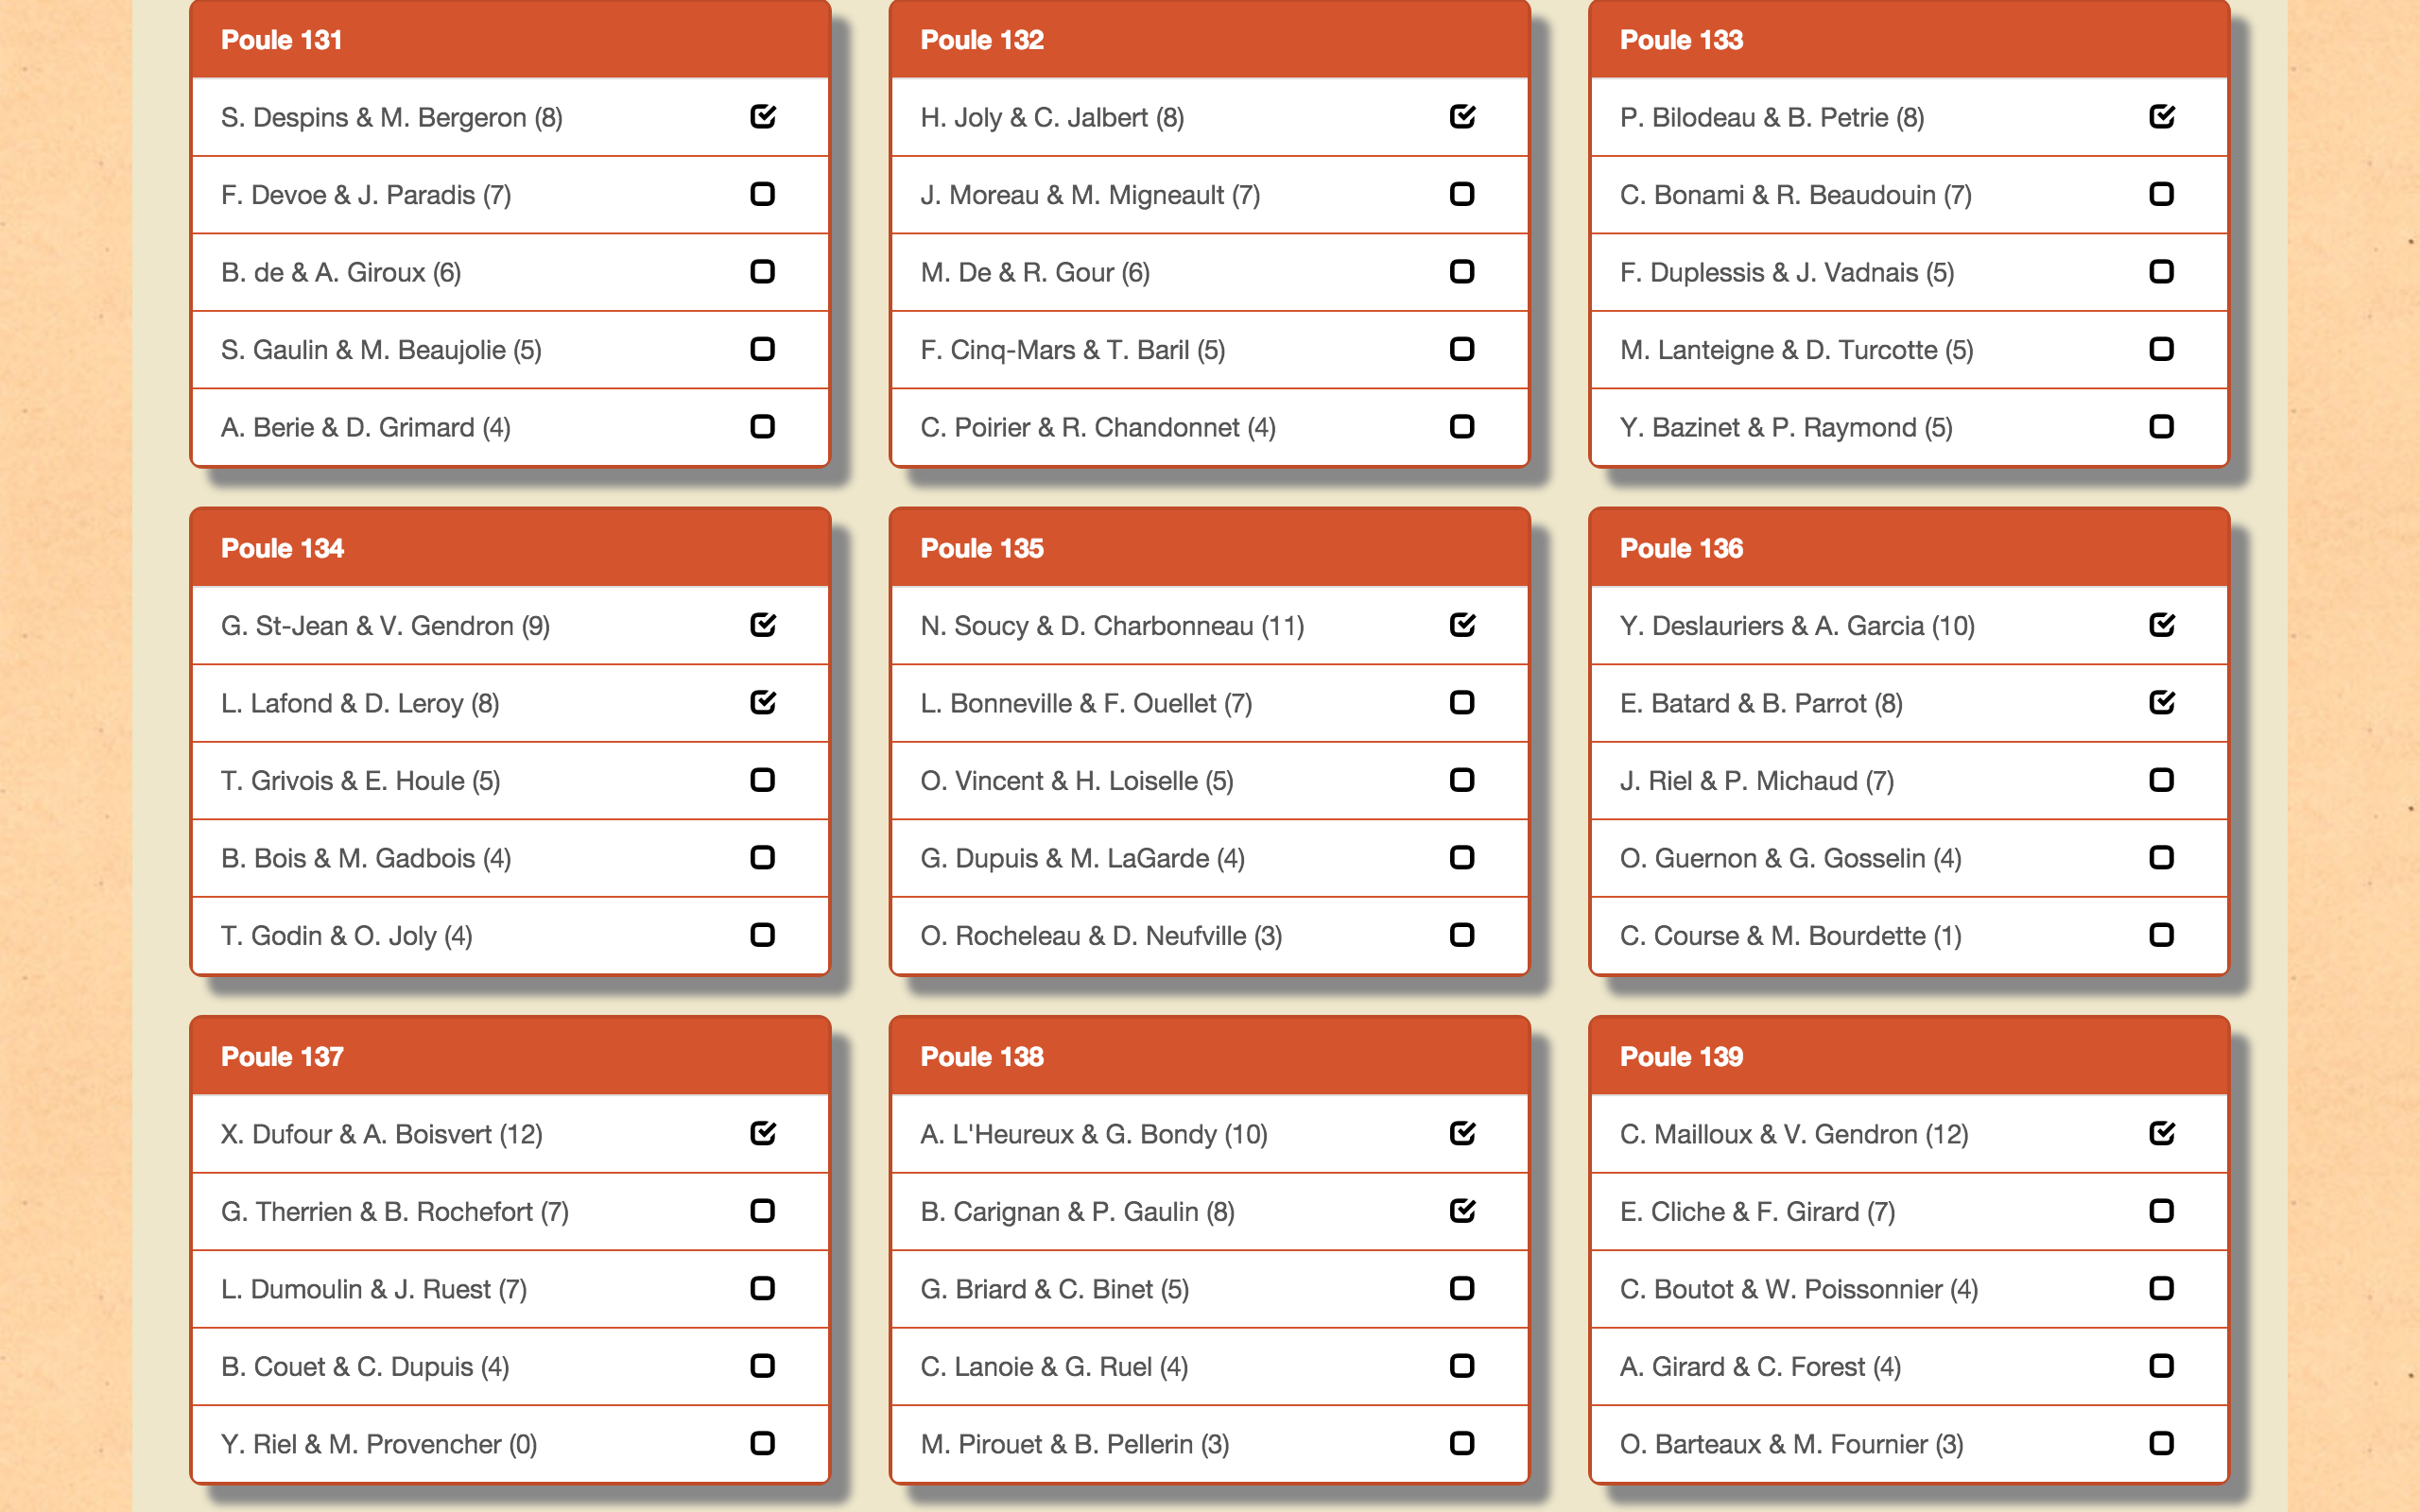 Poule 131
S. Despins & M. Bergeron (8)
F. Devoe & J. Paradis (7)
B. de & A. Giroux (6)
S. Gaulin & M. Beaujolie (5)
A. Berie & D. Grimard (4)
Poule 132
H. Joly & C. Jalbert (8)
J. Moreau & M. Migneault (7)
M. De & R. Gour (6)
F. Cinq-Mars & T. Baril (5)
C. Poirier & R. Chandonnet (4)
Poule 133
P. Bilodeau & B. Petrie (8)
C. Bonami & R. Beaudouin (7)
F. Duplessis & J. Vadnais (5)
M. Lanteigne & D. Turcotte (5)
Y. Bazinet & P. Raymond (5)
Poule 134
G. St-Jean & V. Gendron (9)
L. Lafond & D. Leroy (8)
T. Grivois & E. Houle (5)
B. Bois & M. Gadbois (4)
T. Godin & O. Joly (4)
Poule 135
N. Soucy & D. Charbonneau (11)
L. Bonneville & F. Ouellet (7)
O. Vincent & H. Loiselle (5)
G. Dupuis & M. LaGarde (4)
O. Rocheleau & D. Neufville (3)
Poule 136
Y. Deslauriers & A. Garcia (10)
E. Batard & B. Parrot (8)
J. Riel & P. Michaud (7)
O. Guernon & G. Gosselin (4)
C. Course & M. Bourdette (1)
Poule 137
X. Dufour & A. Boisvert (12)
G. Therrien & B. Rochefort (7)
L. Dumoulin & J. Ruest (7)
B. Couet & C. Dupuis (4)
Y. Riel & M. Provencher (0)
Poule 138
A. L'Heureux & G. Bondy (10)
B. Carignan & P. Gaulin (8)
G. Briard & C. Binet (5)
C. Lanoie & G. Ruel (4)
M. Pirouet & B. Pellerin (3)
Poule 139
C. Mailloux & V. Gendron (12)
E. Cliche & F. Girard (7)
C. Boutot & W. Poissonnier (4)
A. Girard & C. Forest (4)
O. Barteaux & M. Fournier (3)